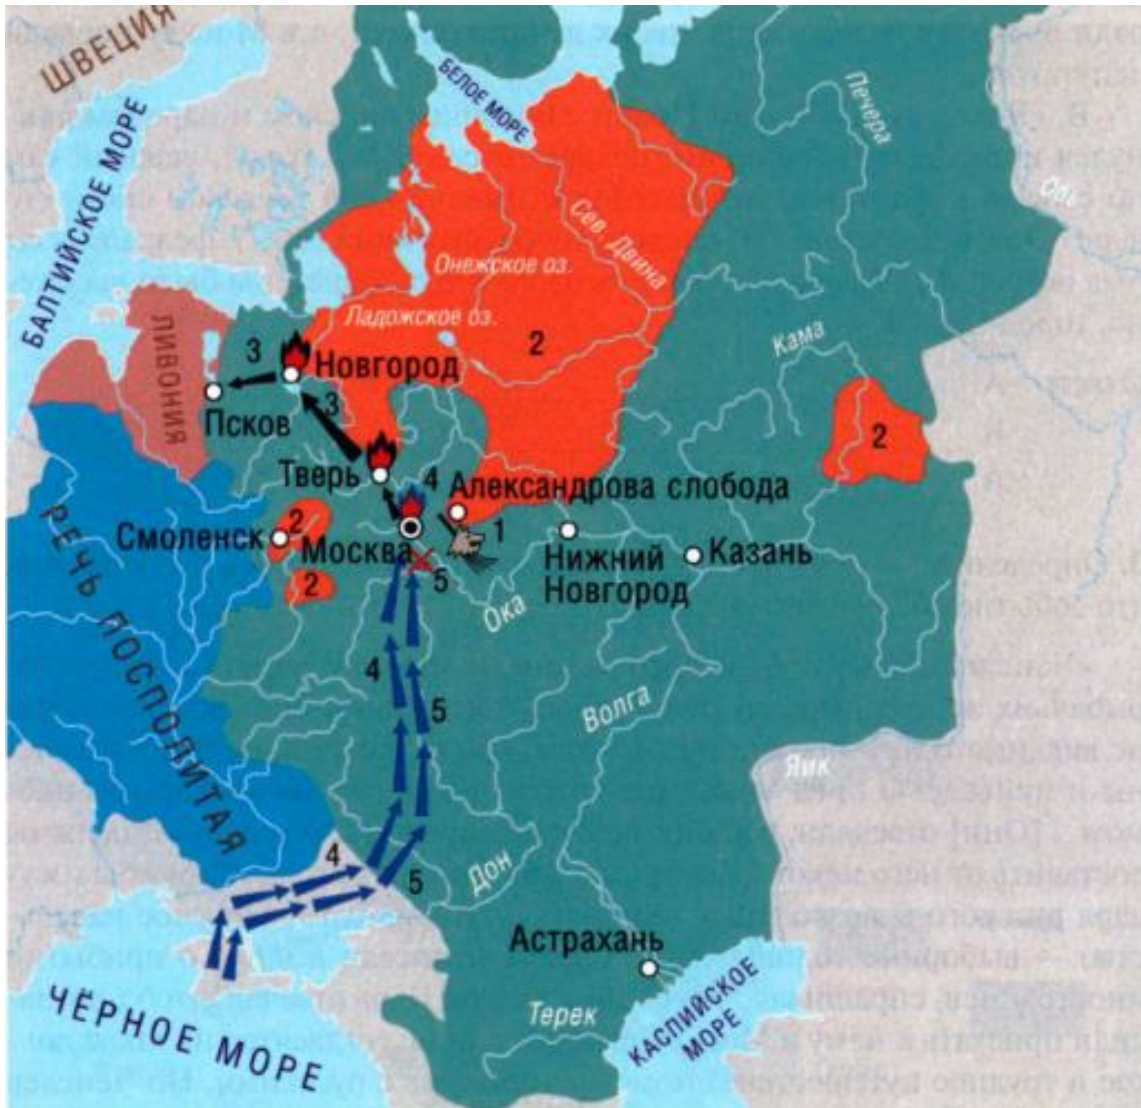 ШВЕЦИЯ
БЕЛОЕ МОРЕ
Печера
БАЛТИЙСКОЕ МОРЕ
Обь
Сев. Двина
Онежское оз.
Ладожское оз.
2
Кама
ЛИВОНИЯ
3
Новгород
3
Псков
2
Тверь
4
Александрова слобода
1
2
Смоленск
Москва
Нижний
Новгород
Казань
5
2
Ока
РЕЧЬ ПОСПОЛИТАЯ
4
5
Волга
Яик
4
5
Дон
Астрахань
Терек
КАСПИЙСКОЕ
МОРЕ
ЧЁРНОЕ МОРЕ